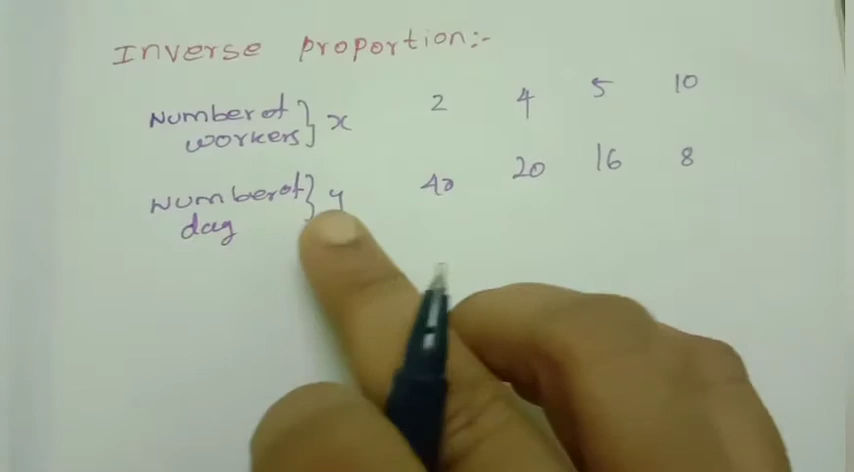 Inverse proportion:-
Number of workers } x 2 4 5 10
Number of day } y 40 20 16 8